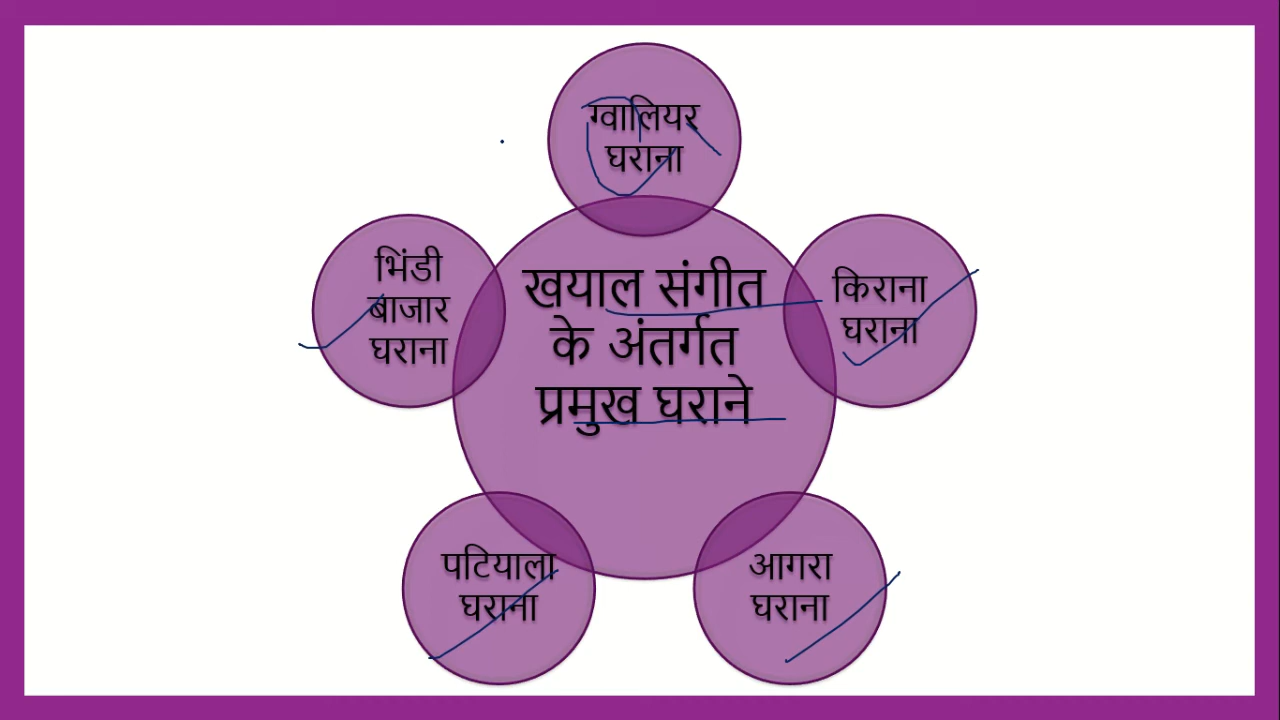 ग्वालियर
घराना
भिंडी
बाजार
घराना
खयाल संगीत
के अंतर्गत
प्रमुख घराने
किराना
घराना
पटियाला
घराना
आगरा
घराना